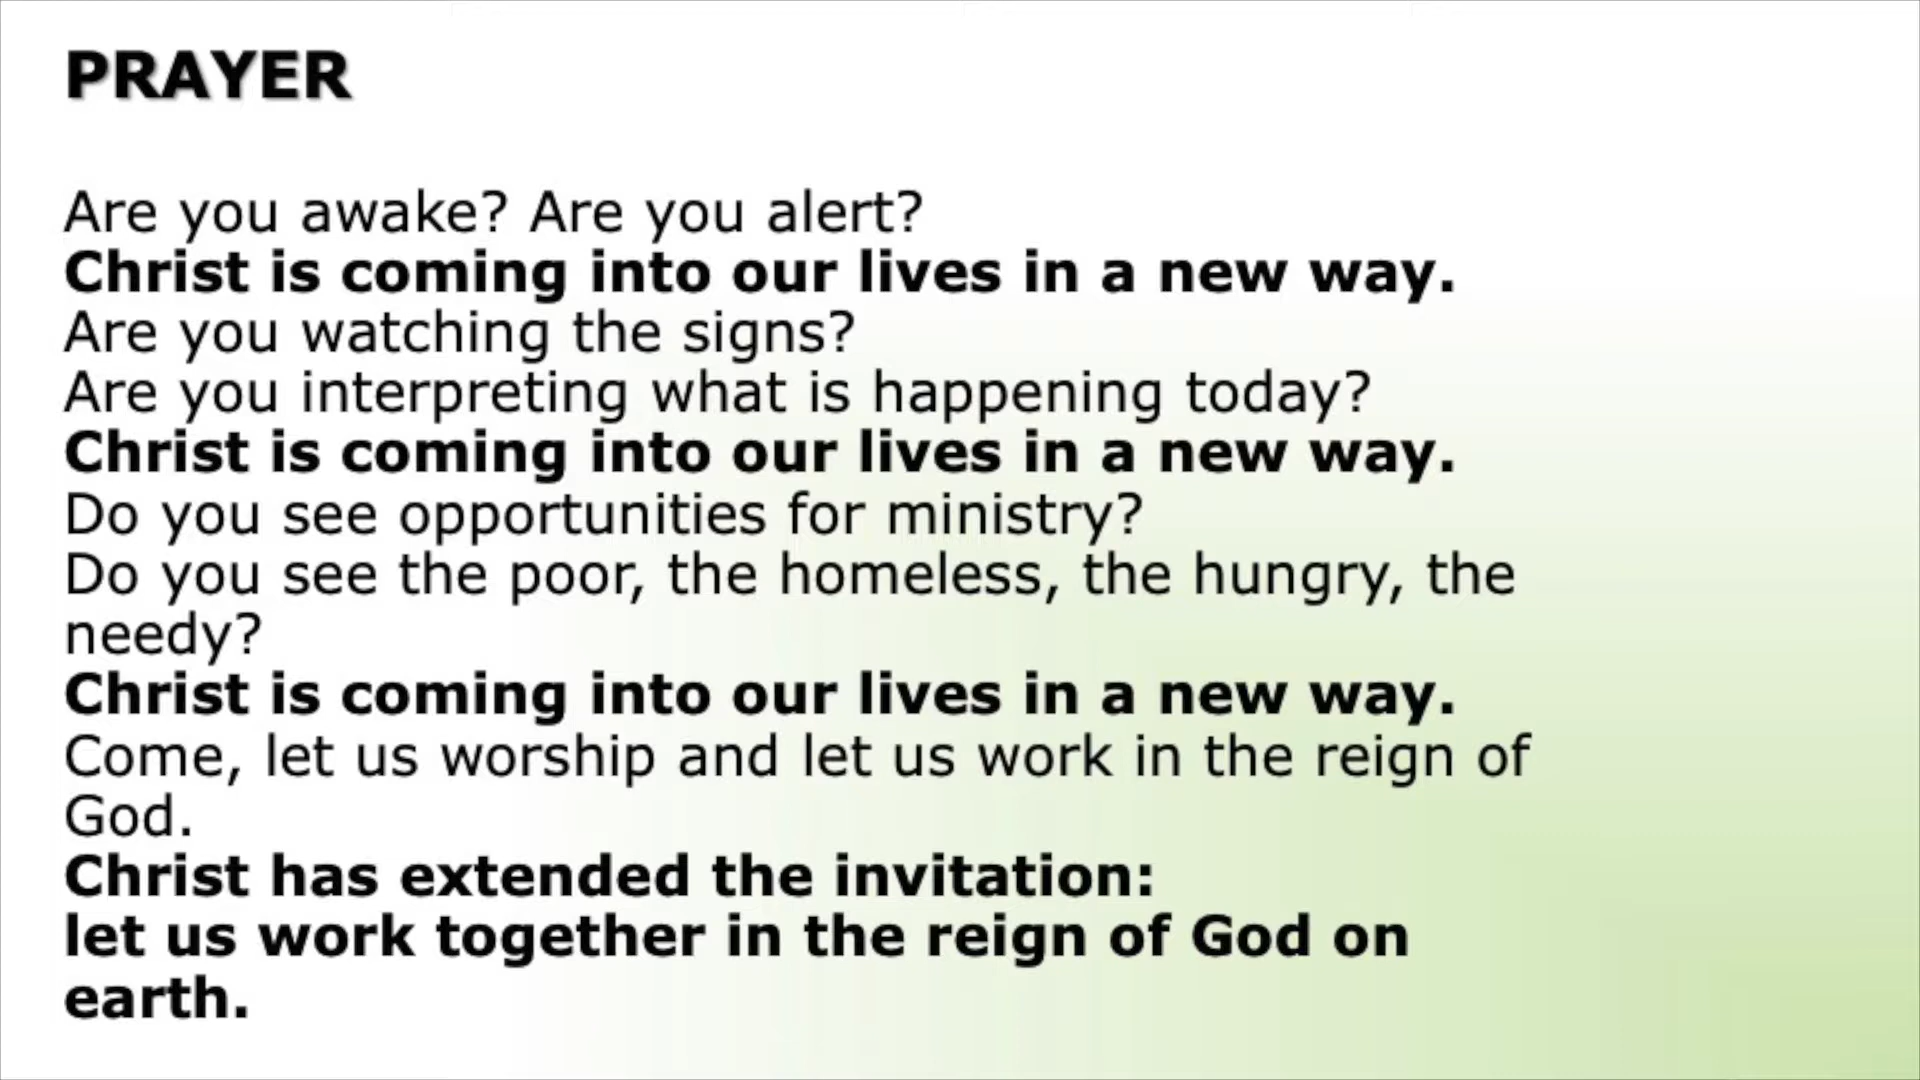 PRAYER
Are you awake? Are you alert?
Christ is coming into our lives in a new way.
Are you watching the signs?
Are you interpreting what is happening today?
Christ is coming into our lives in a new way.
Do you see opportunities for ministry?
Do you see the poor, the homeless, the hungry, the
needy?
Christ is coming into our lives in a new way.
Come, let us worship and let us work in the reign of
God.
Christ has extended the invitation:
let us work together in the reign of God on
earth.